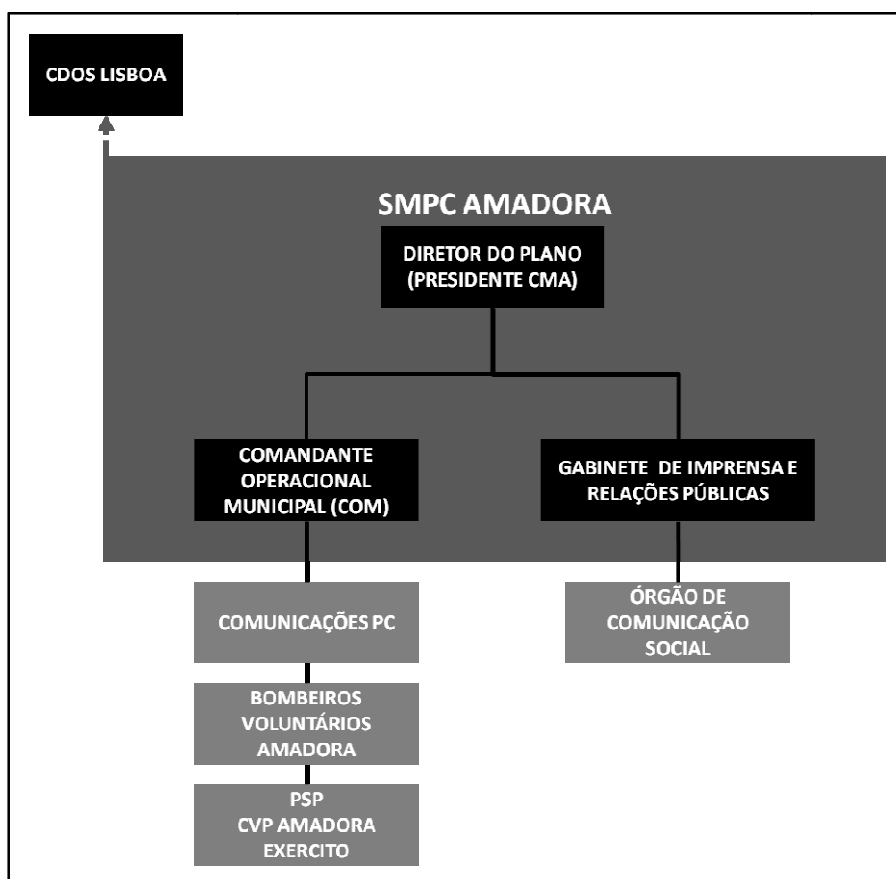 CDOS LISBOA
SMPC AMADORA
DIRETOR DO PLANO
(PRESIDENTE CMA)
COMANDANTE
OPERACIONAL
MUNICIPAL (COM)
GABINETE DE IMPRENSA E
RELAÇÕES PÚBLICAS
COMUNICAÇÕES PC
ÓRGÃO DE
COMUNICAÇÃO
SOCIAL
BOMBEIROS
VOLUNTÁRIOS
AMADORA
PSP
CVP AMADORA
EXERCITO